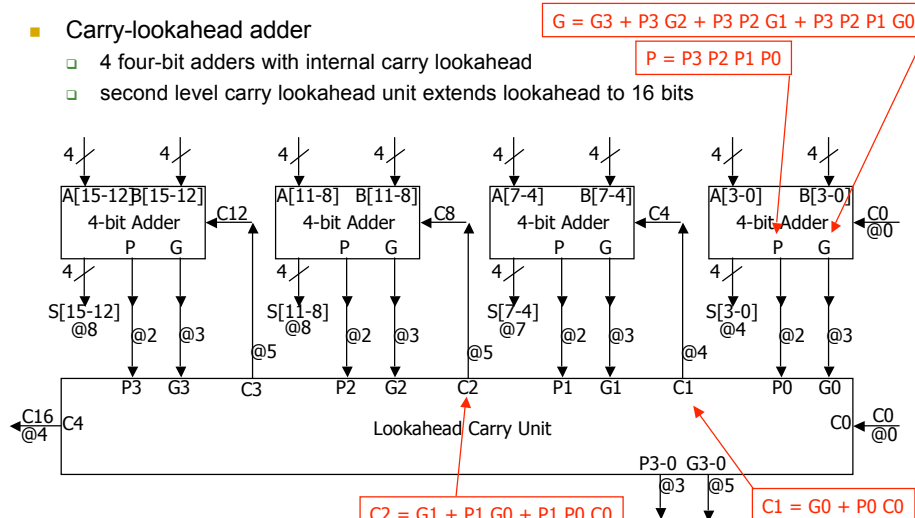 G = G3 + P3 G2 + P3 P2 G1 + P3 P2 P1 G0
Carry-lookahead adder
P = P3 P2 P1 P0
4 four-bit adders with internal carry lookahead
second level carry lookahead unit extends lookahead to 16 bits
4 4 4 4 4 4 4 4
A[15-12] B[15-12] A[11-8] B[11-8] A[7-4] B[7-4] A[3-0] B[3-0]
4-bit Adder C12 4-bit Adder C8 4-bit Adder C4 4-bit Adder C0
@0
P G P G P G P G
4 4 4 4
S[15-12] S[11-8] S[7-4] S[3-0]
@8 @8 @7 @4
@2 @3 @5 @2 @3 @5 @2 @3 @4 @2 @3
P3 G3 C3 P2 G2 C2 P1 G1 C1 P0 G0
C16 C4 Lookahead Carry Unit C0 C0
@4 @0
P3-0 G3-0
@3 @5
C2 = G1 + P1 G0 + P1 P0 C0
C1 = G0 + P0 C0